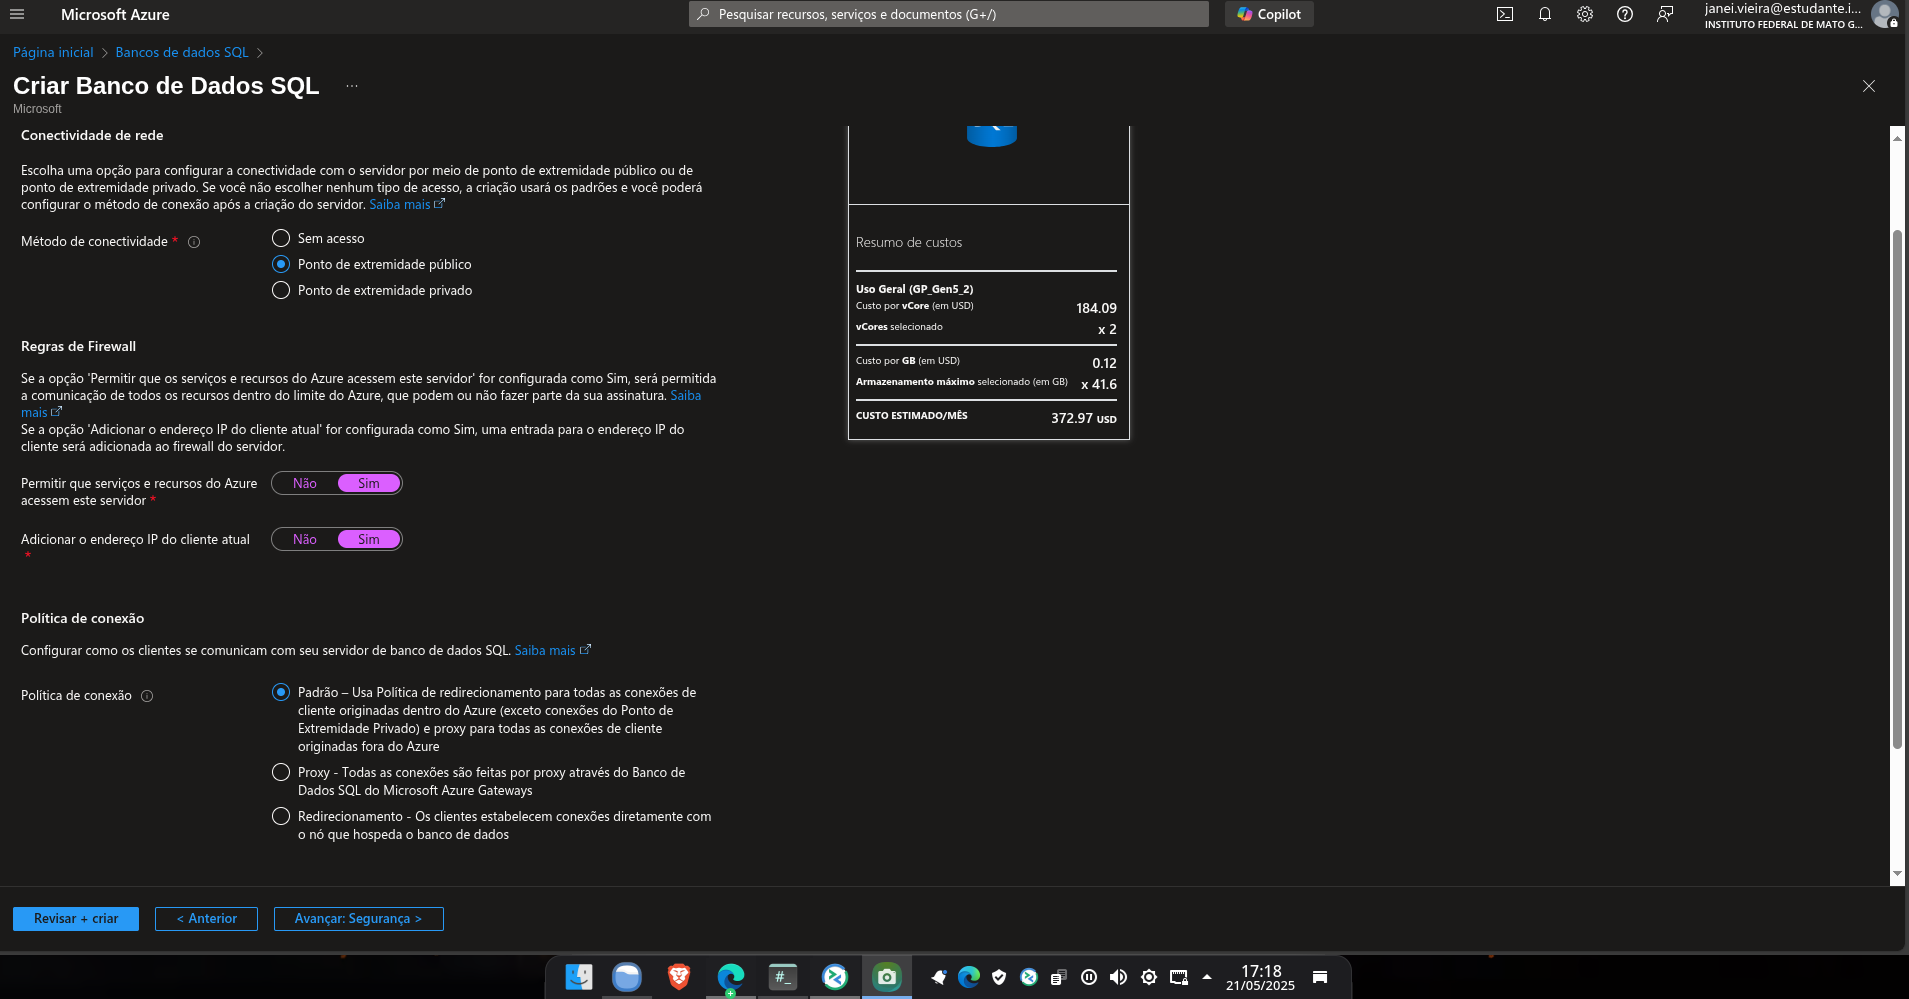 Microsoft Azure
Pesquisar recursos, serviços e documentos (G+/)
Copilot
janei.vieira@estudante.i...
INSTITUTO FEDERAL DE MATO G...
Página inicial > Bancos de dados SQL >
Criar Banco de Dados SQL ...
Microsoft
Conectividade de rede
Escolha uma opção para configurar a conectividade com o servidor por meio de ponto de extremidade público ou de
ponto de extremidade privado. Se você não escolher nenhum tipo de acesso, a criação usará os padrões e você poderá
configurar o método de conexão após a criação do servidor. Saiba mais
Método de conectividade *
Sem acesso
Ponto de extremidade público
Ponto de extremidade privado
Regras de Firewall
Se a opção 'Permitir que os serviços e recursos do Azure acessem este servidor' for configurada como Sim, será permitida
a comunicação de todos os recursos dentro do limite do Azure, que podem ou não fazer parte da sua assinatura. Saiba
mais
Se a opção 'Adicionar o endereço IP do cliente atual' for configurada como Sim, uma entrada para o endereço IP do
cliente será adicionada ao firewall do servidor.
Permitir que serviços e recursos do Azure
acessem este servidor *
Não Sim
Adicionar o endereço IP do cliente atual
*
Não Sim
Política de conexão
Configurar como os clientes se comunicam com seu servidor de banco de dados SQL. Saiba mais
Política de conexão
Padrão – Usa Política de redirecionamento para todas as conexões de
cliente originadas dentro do Azure (exceto conexões do Ponto de
Extremidade Privado) e proxy para todas as conexões de cliente
originadas fora do Azure
Proxy - Todas as conexões são feitas por proxy através do Banco de
Dados SQL do Microsoft Azure Gateways
Redirecionamento - Os clientes estabelecem conexões diretamente com
o nó que hospeda o banco de dados
Resumo de custos
Uso Geral (GP_Gen5_2)
Custo por vCore (em USD) 184.09
vCores selecionado x 2
Custo por GB (em USD) 0.12
Armazenamento máximo selecionado (em GB) x 41.6
CUSTO ESTIMADO/MÊS 372.97 USD
Revisar + criar
< Anterior
Avançar: Segurança >
#_
17:18
21/05/2025